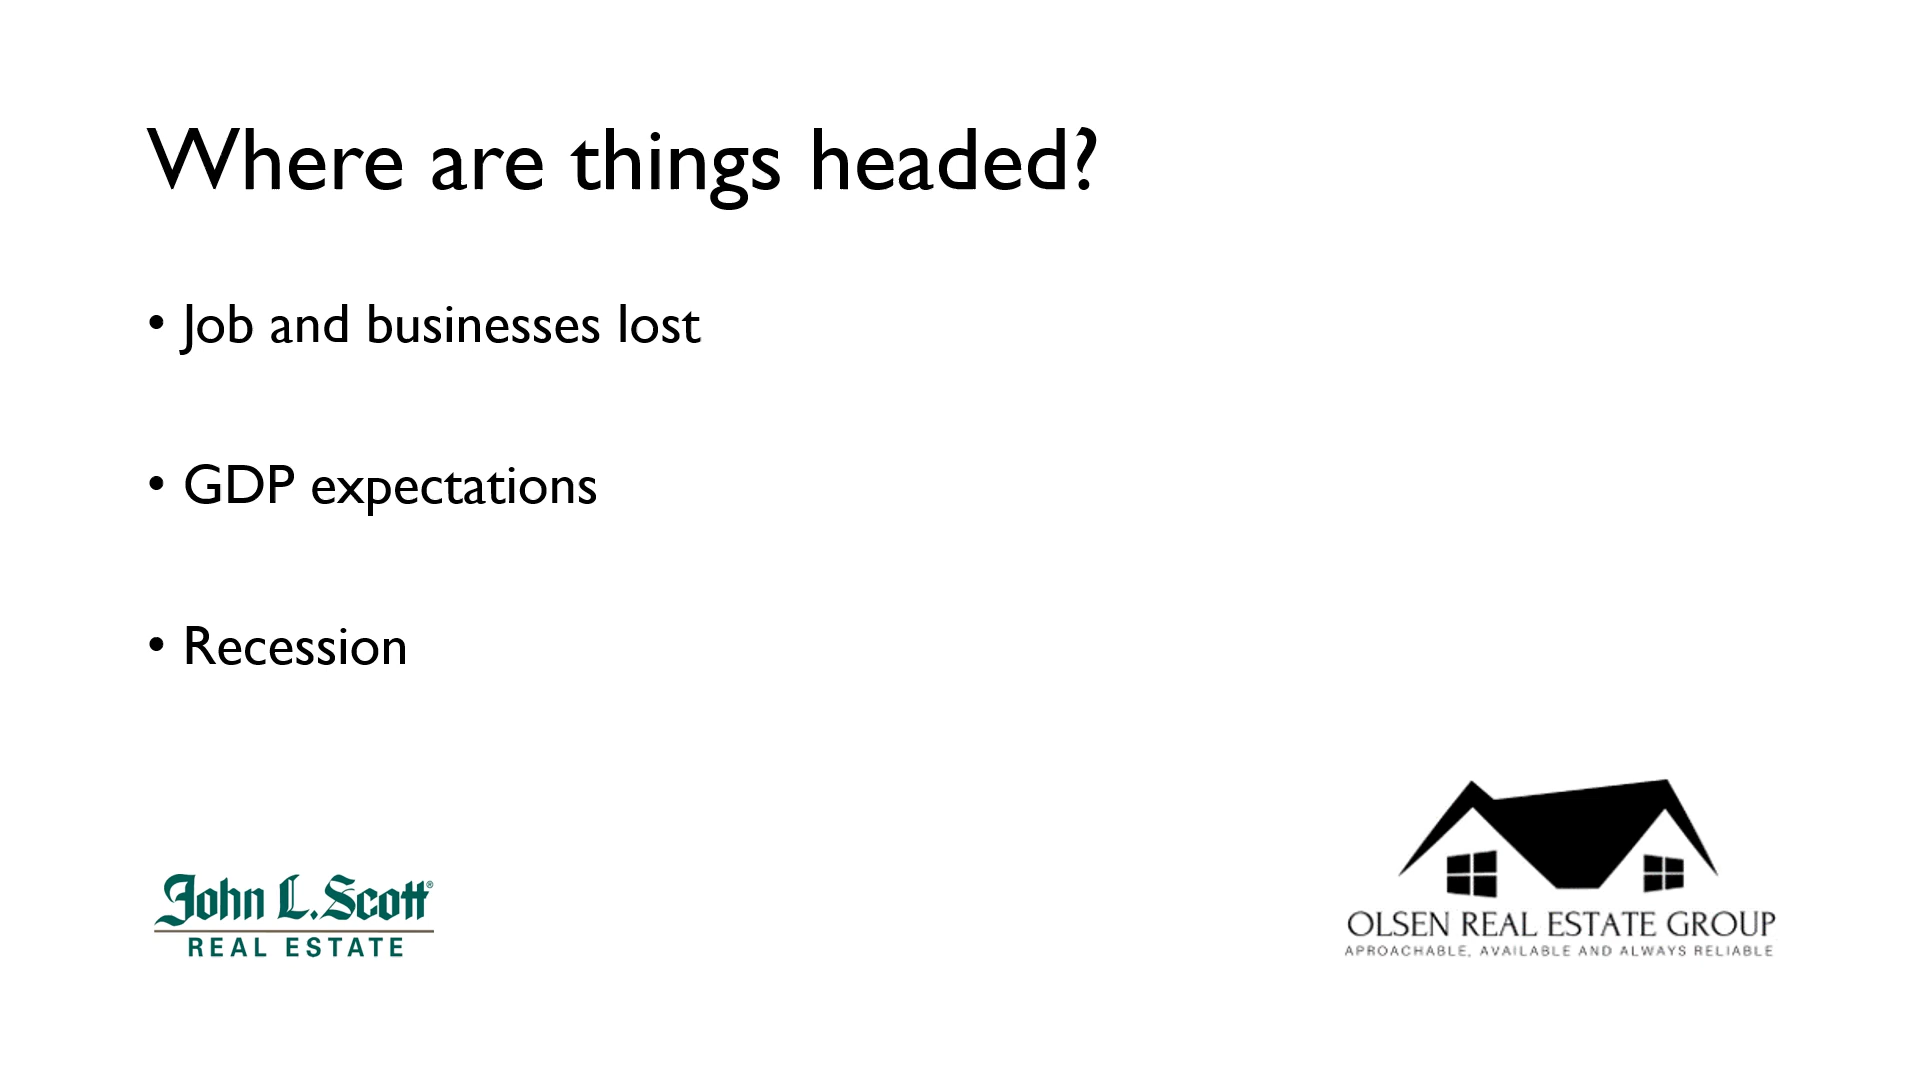 Where are things headed?
• Job and businesses lost
• GDP expectations
• Recession
John L. Scott®
REAL ESTATE
OLSEN REAL ESTATE GROUP
APROACHABLE, AVAILABLE AND ALWAYS RELIABLE